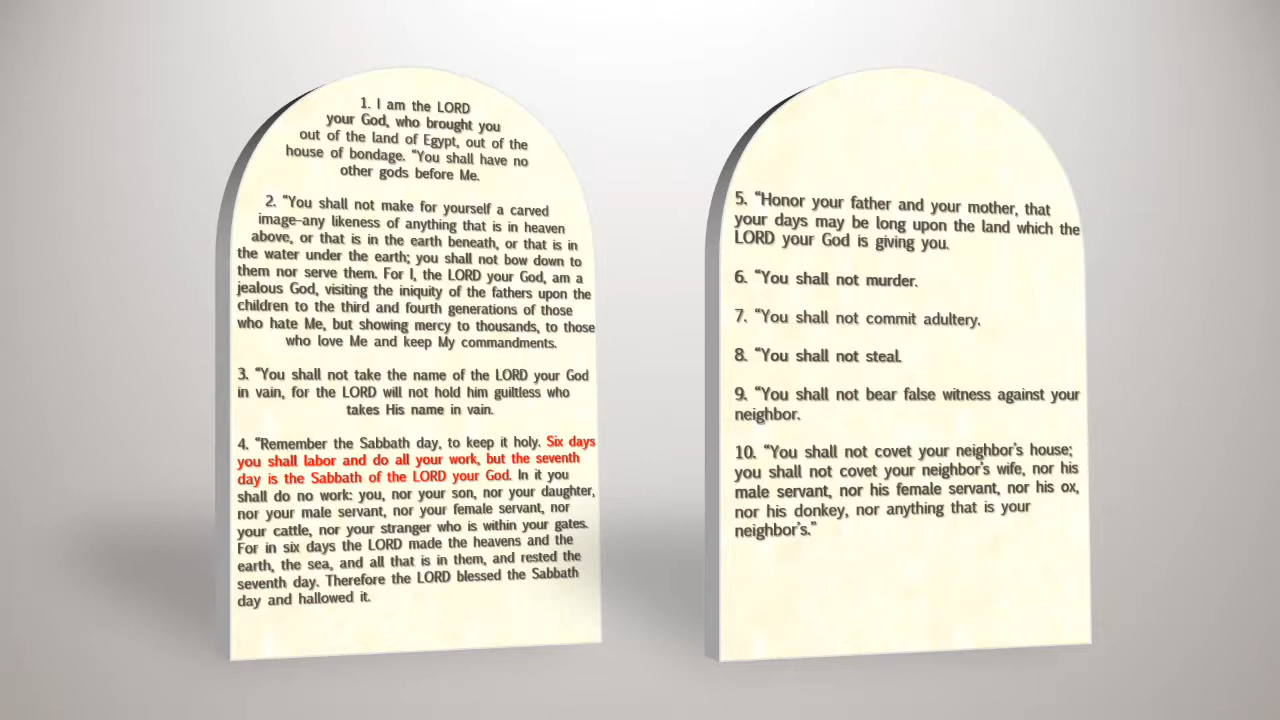 1. I am the LORD
your God, who brought you
out of the land of Egypt, out of the
house of bondage. “You shall have no
other gods before Me.
2. “You shall not make for yourself a carved
image–any likeness of anything that is in heaven
above, or that is in the earth beneath, or that is in
the water under the earth; you shall not bow down to
them nor serve them. For I, the LORD your God, am a
jealous God, visiting the iniquity of the fathers upon the
children to the third and fourth generations of those
who hate Me, but showing mercy to thousands, to those
who love Me and keep My commandments.
3. “You shall not take the name of the LORD your God
in vain, for the LORD will not hold him guiltless who
takes His name in vain.
4. “Remember the Sabbath day, to keep it holy. Six days
you shall labor and do all your work, but the seventh
day is the Sabbath of the LORD your God. In it you
shall do no work: you, nor your son, nor your daughter,
nor your male servant, nor your female servant, nor
your cattle, nor your stranger who is within your gates.
For in six days the LORD made the heavens and the
earth, the sea, and all that is in them, and rested the
seventh day. Therefore the LORD blessed the Sabbath
day and hallowed it.
5. “Honor your father and your mother, that
your days may be long upon the land which the
LORD your God is giving you.
6. “You shall not murder.
7. “You shall not commit adultery.
8. “You shall not steal.
9. “You shall not bear false witness against your
neighbor.
10. “You shall not covet your neighbor’s house;
you shall not covet your neighbor’s wife, nor his
male servant, nor his female servant, nor his ox,
nor his donkey, nor anything that is your
neighbor’s.”